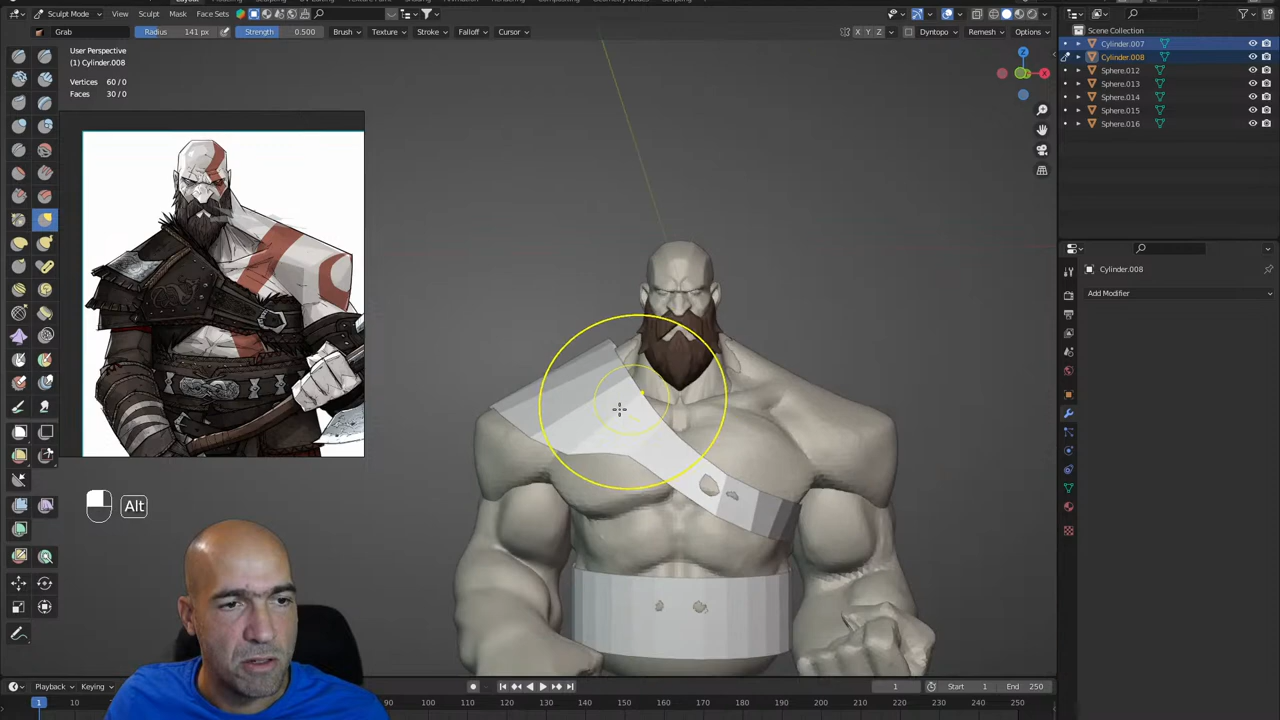 Sculpt Mode View Sculpt Mask Face Sets X Y Z Dyntopo Remesh Options
Grab Radius 141 px Strength 0.500 Brush Texture Stroke Falloff Cursor
User Perspective
(1) Cylinder.008
Vertices 60 / 0
Faces 30 / 0
Z
X
Scene Collection
Cylinder.007
Cylinder.008
Sphere.012
Sphere.013
Sphere.014
Sphere.015
Sphere.016
Cylinder.008
Add Modifier
Alt
Playback Keying View Marker 1 Start 1 End 250
1 10 80 90 100 110 120 130 140 150 160 170 180 190 200 210 220 230 240 250